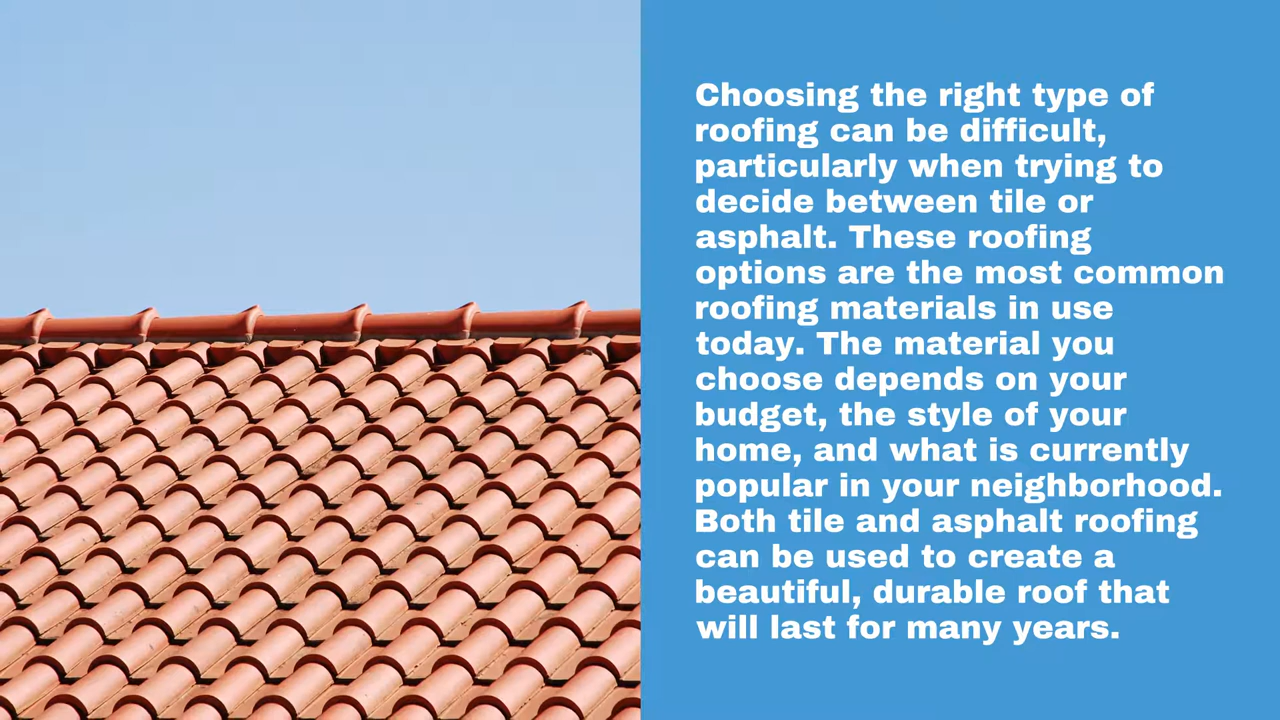 Choosing the right type of
roofing can be difficult,
particularly when trying to
decide between tile or
asphalt. These roofing
options are the most common
roofing materials in use
today. The material you
choose depends on your
budget, the style of your
home, and what is currently
popular in your neighborhood.
Both tile and asphalt roofing
can be used to create a
beautiful, durable roof that
will last for many years.